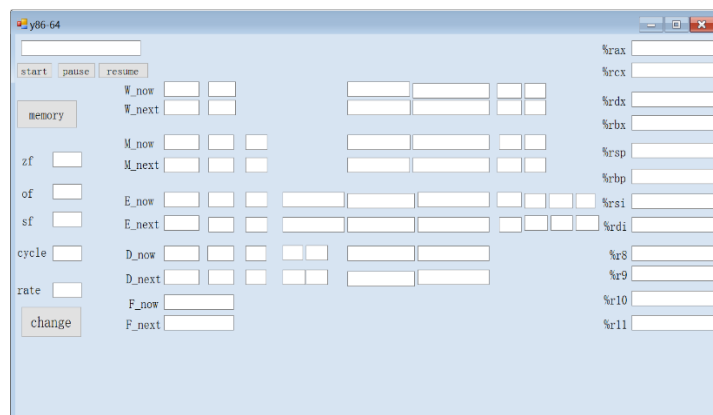 y86-64
%rax
start pause resume %rcx
W_now
W_next %rdx
memory
%rbx
M_now
%rsp
zf M_next
%rbp
of E_now %rsi
sf E_next %rdi
cycle D_now %r8
D_next %r9
rate
F_now %r10
change F_next %r11